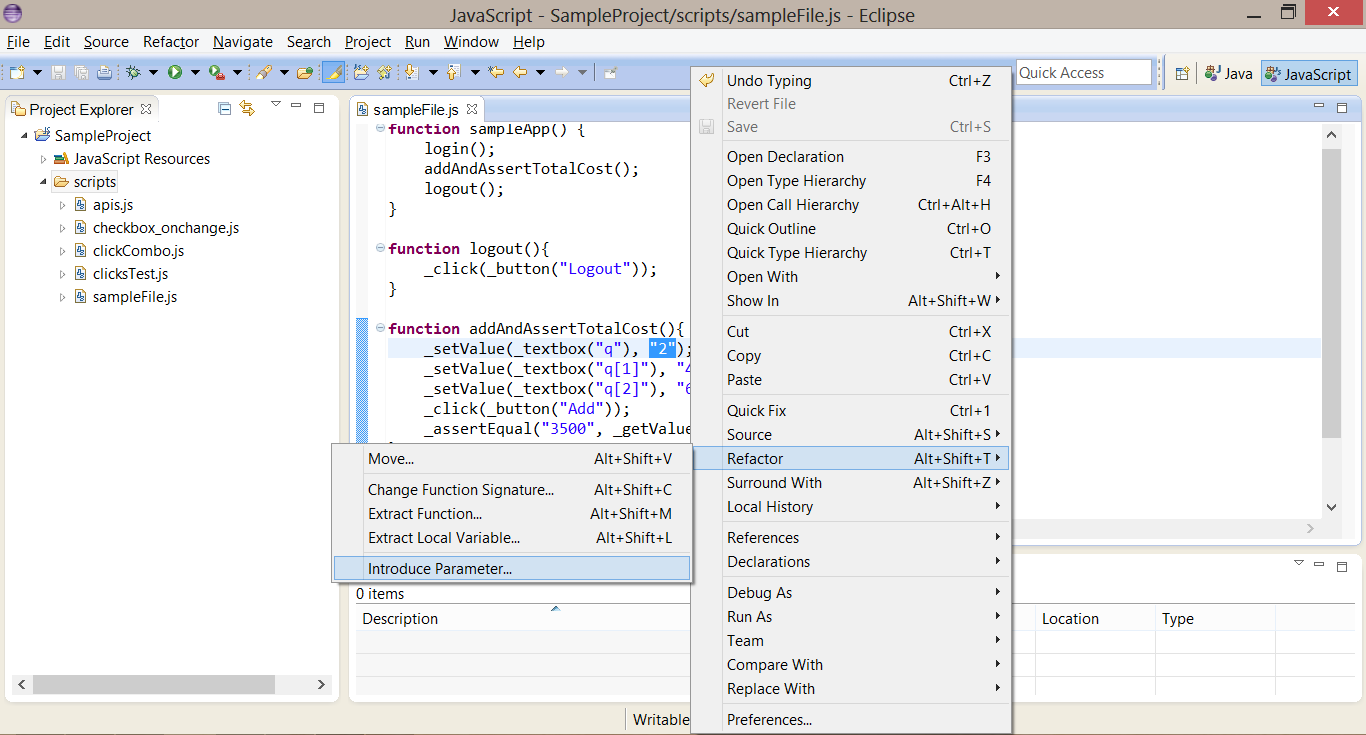 JavaScript - SampleProject/scripts/sampleFile.js - Eclipse
File Edit Source Refactor Navigate Search Project Run Window Help
Quick Access
Java
JavaScript
Project Explorer
SampleProject
JavaScript Resources
scripts
apis.js
checkbox_onchange.js
clickCombo.js
clicksTest.js
sampleFile.js
sampleFile.js
function sampleApp() {
login();
addAndAssertTotalCost();
logout();
}
function logout(){
_click(_button("Logout"));
}
function addAndAssertTotalCost(){
_setValue(_textbox("q"), "2");
_setValue(_textbox("q[1]"), "4
_setValue(_textbox("q[2]"), "6
_click(_button("Add"));
_assertEqual("3500", _getValue
Move... Alt+Shift+V
Change Function Signature... Alt+Shift+C
Extract Function... Alt+Shift+M
Extract Local Variable... Alt+Shift+L
Introduce Parameter...
Undo Typing Ctrl+Z
Revert File
Save Ctrl+S
Open Declaration F3
Open Type Hierarchy F4
Open Call Hierarchy Ctrl+Alt+H
Quick Outline Ctrl+O
Quick Type Hierarchy Ctrl+T
Open With
Show In Alt+Shift+W
Cut Ctrl+X
Copy Ctrl+C
Paste Ctrl+V
Quick Fix Ctrl+1
Source Alt+Shift+S
Refactor Alt+Shift+T
Surround With Alt+Shift+Z
Local History
References
Declarations
Debug As
Run As
Team
Compare With
Replace With
Preferences...
0 items
Description
Location
Type
Writable